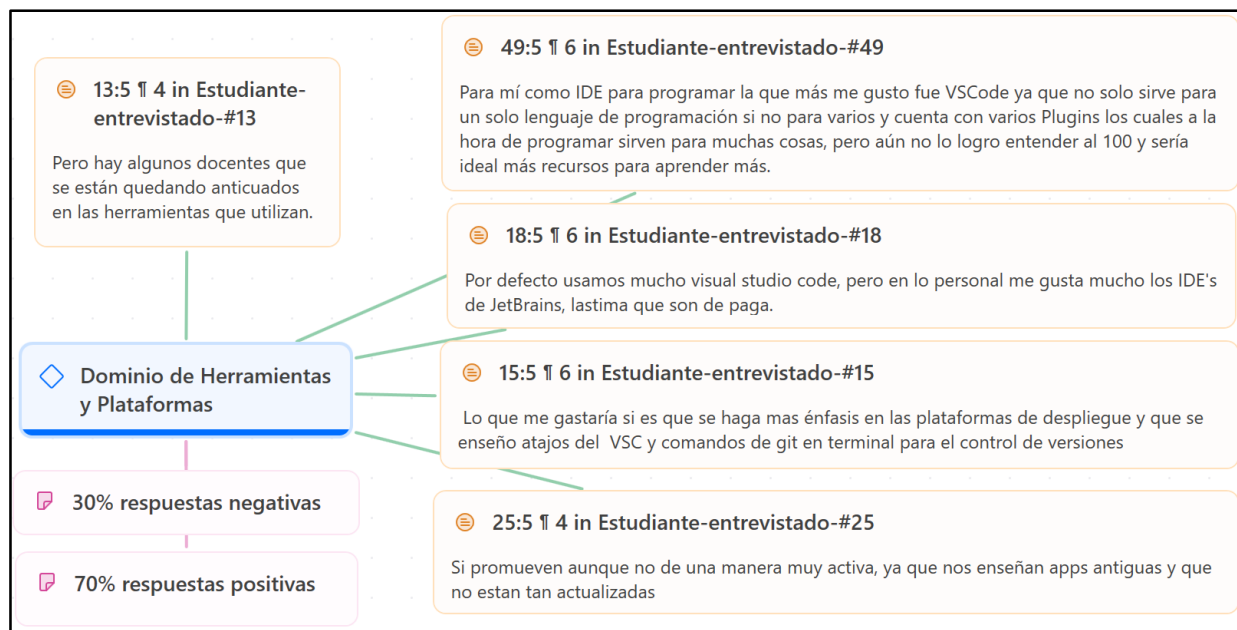 13:5 ¶ 4 in Estudiante-
entrevistado-#13
Pero hay algunos docentes que
se están quedando anticuados
en las herramientas que utilizan.
49:5 ¶ 6 in Estudiante-entrevistado-#49
Para mí como IDE para programar la que más me gusto fue VSCode ya que no solo sirve para
un solo lenguaje de programación si no para varios y cuenta con varios Plugins los cuales a la
hora de programar sirven para muchas cosas, pero aún no lo logro entender al 100 y sería
ideal más recursos para aprender más.
18:5 ¶ 6 in Estudiante-entrevistado-#18
Por defecto usamos mucho visual studio code, pero en lo personal me gusta mucho los IDE's
de JetBrains, lastima que son de paga.
Dominio de Herramientas
y Plataformas
15:5 ¶ 6 in Estudiante-entrevistado-#15
Lo que me gastaría si es que se haga mas énfasis en las plataformas de despliegue y que se
enseño atajos del VSC y comandos de git en terminal para el control de versiones
30% respuestas negativas
70% respuestas positivas
25:5 ¶ 4 in Estudiante-entrevistado-#25
Si promueven aunque no de una manera muy activa, ya que nos enseñan apps antiguas y que
no estan tan actualizadas